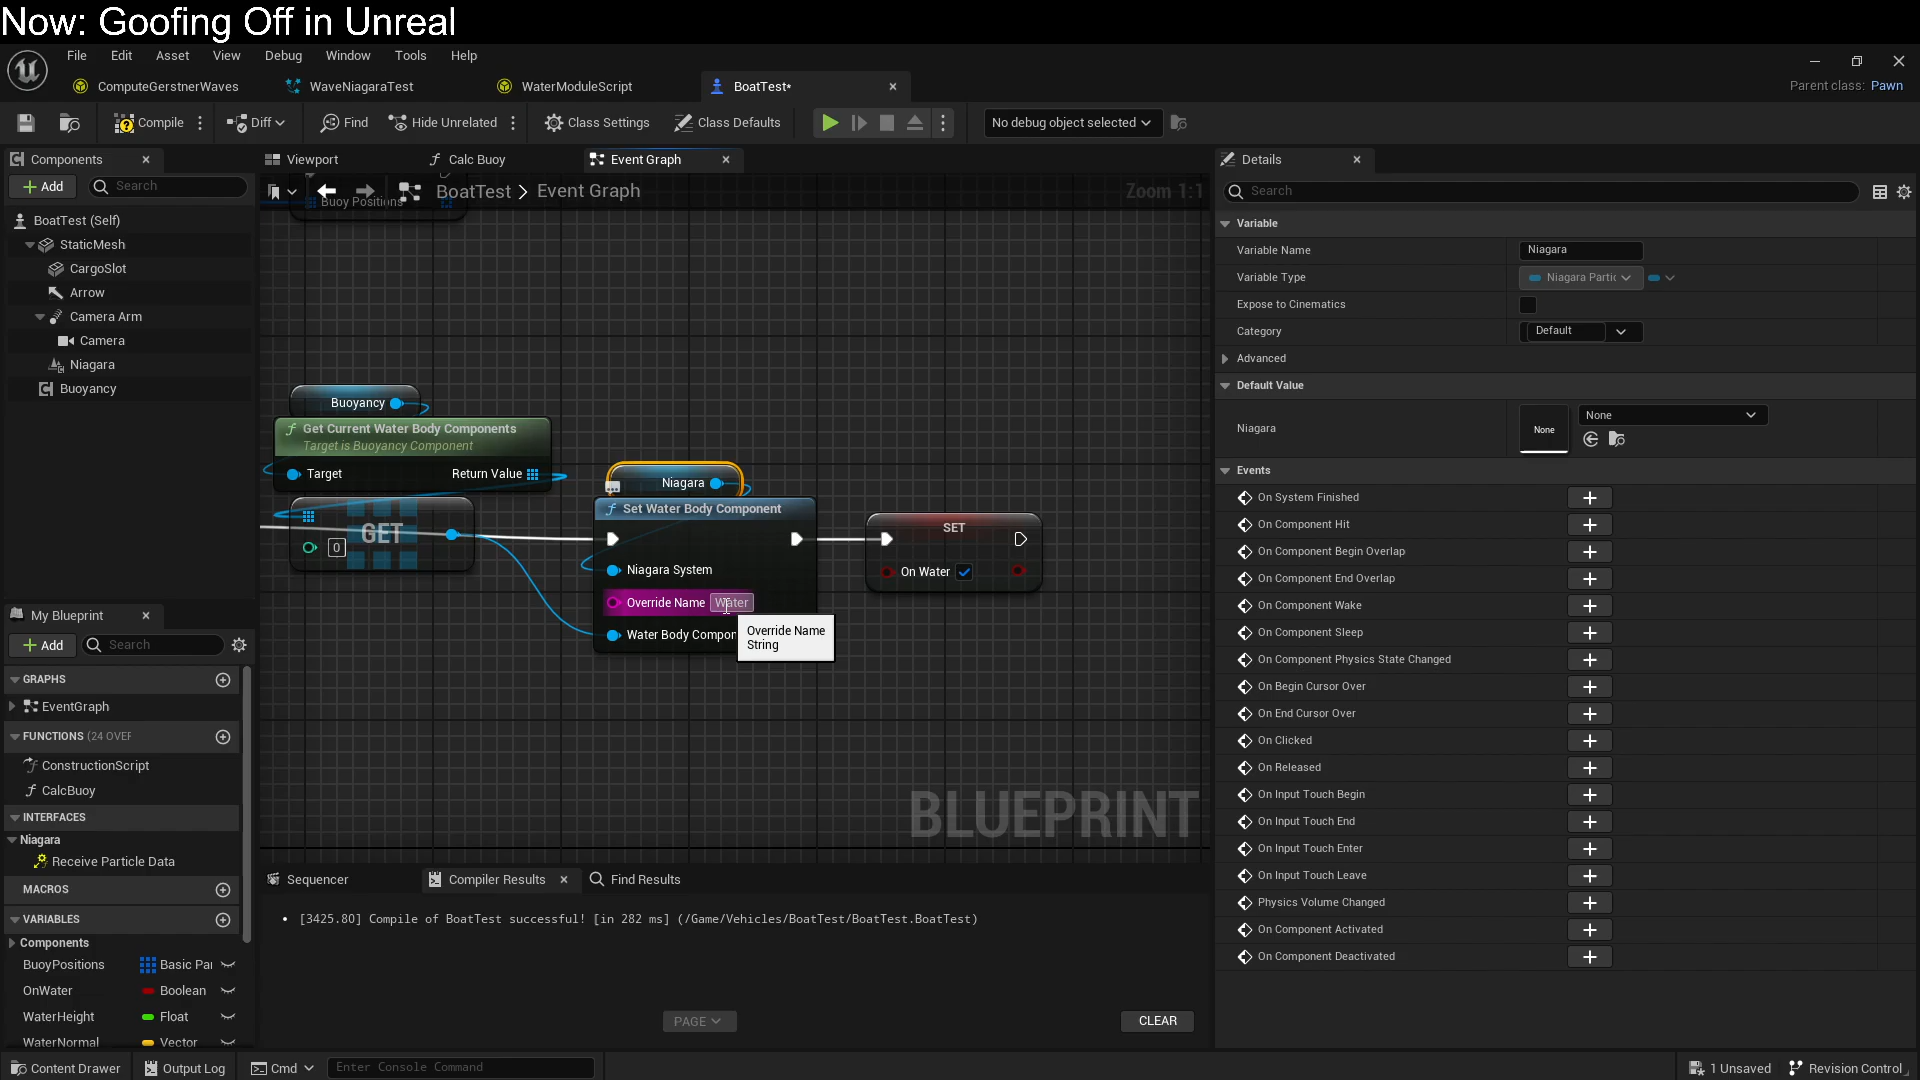 Now: Goofing Off in Unreal
File Edit Asset View Debug Window Tools Help
ComputeGerstnerWaves WaveNiagaraTest WaterModuleScript BoatTest* Parent class: Pawn
Compile Diff Find Hide Unrelated Class Settings Class Defaults No debug object selected
Components Viewport Calc Buoy Event Graph Details
Add Search BoatTest > Event Graph Zoom 1:1 Search
BoatTest (Self)
StaticMesh
CargoSlot
Arrow
Camera Arm
Camera
Niagara
Buoyancy
My Blueprint
Add Search
GRAPHS
EventGraph
FUNCTIONS (24 OVER
ConstructionScript
CalcBuoy
INTERFACES
Niagara
Receive Particle Data
MACROS
VARIABLES
Components
BuoyPositions Basic Pa
OnWater Boolean
WaterHeight Float
WaterNormal Vector
Buoy Positions
Buoyancy
Get Current Water Body Components
Target is Buoyancy Component
Target Return Value
GET
0
Niagara
Set Water Body Component
Niagara System
Override Name Water
Water Body Compon
Override Name
String
SET
On Water
BLUEPRINT
Sequencer Compiler Results Find Results
• [3425.80] Compile of BoatTest successful! [in 282 ms] (/Game/Vehicles/BoatTest/BoatTest.BoatTest)
PAGE CLEAR
Variable
Variable Name Niagara
Variable Type Niagara Partic
Expose to Cinematics
Category Default
Advanced
Default Value
Niagara None None
Events
On System Finished
On Component Hit
On Component Begin Overlap
On Component End Overlap
On Component Wake
On Component Sleep
On Component Physics State Changed
On Begin Cursor Over
On End Cursor Over
On Clicked
On Released
On Input Touch Begin
On Input Touch End
On Input Touch Enter
On Input Touch Leave
Physics Volume Changed
On Component Activated
On Component Deactivated
Content Drawer Output Log Cmd Enter Console Command 1 Unsaved Revision Control